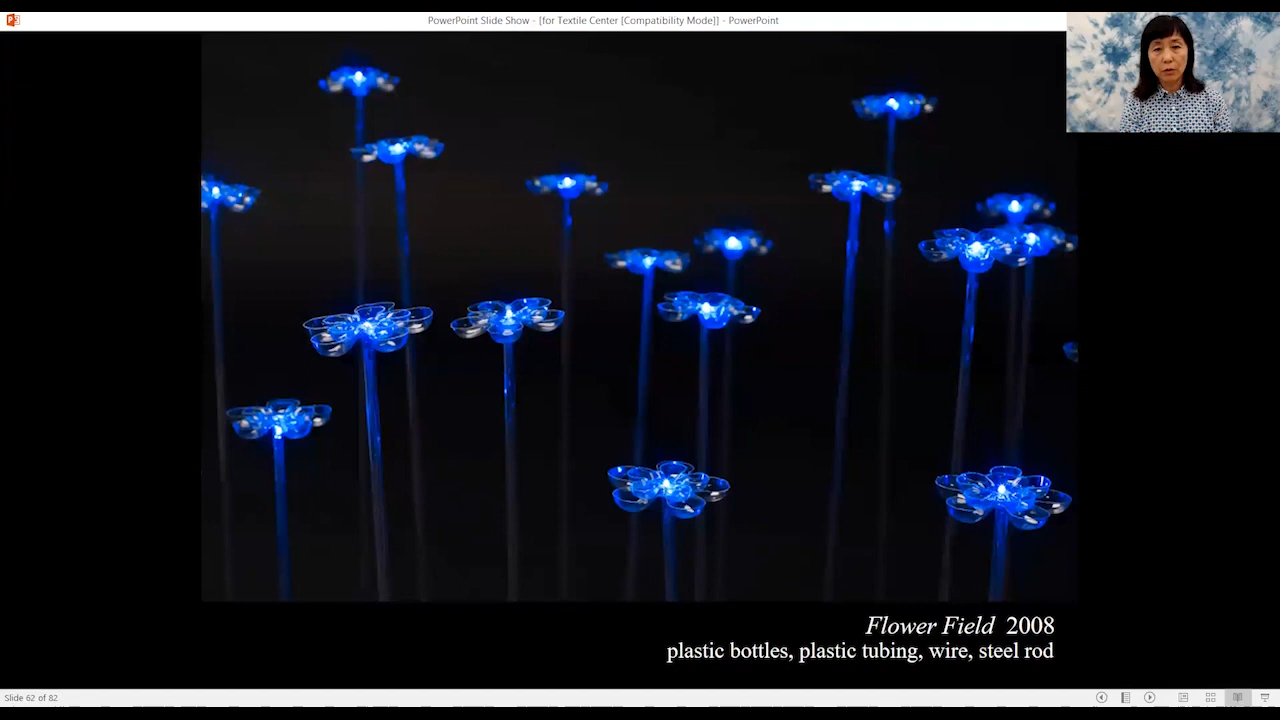 PowerPoint Slide Show - [for Textile Center [Compatibility Mode]] - PowerPoint
Flower Field 2008
plastic bottles, plastic tubing, wire, steel rod
Slide 62 of 82